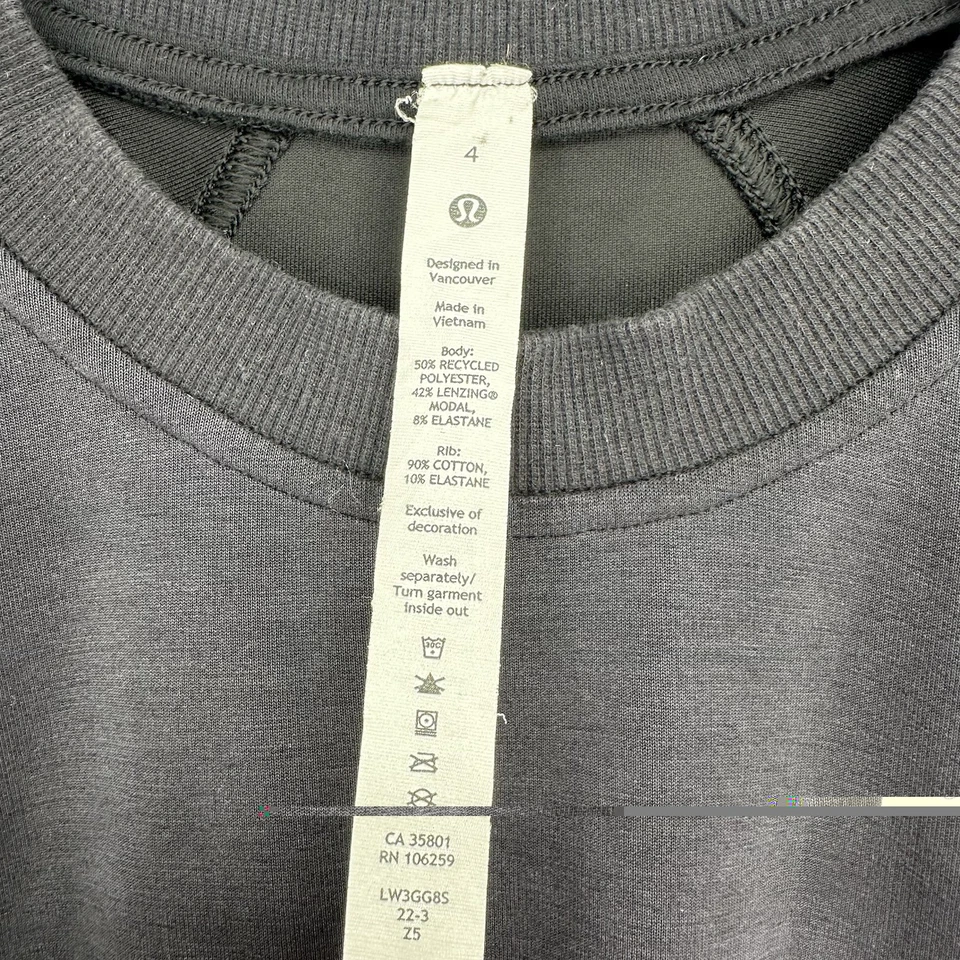 4
Designed in
Vancouver
Made in
Vietnam
Body:
50% RECYCLED
POLYESTER,
42% LENZING®
MODAL,
8% ELASTANE
Rib:
90% COTTON,
10% ELASTANE
Exclusive of
decoration
Wash
separately/
Turn garment
inside out
30C
CA 35801
RN 106259
LW3GG8S
22-3
Z5